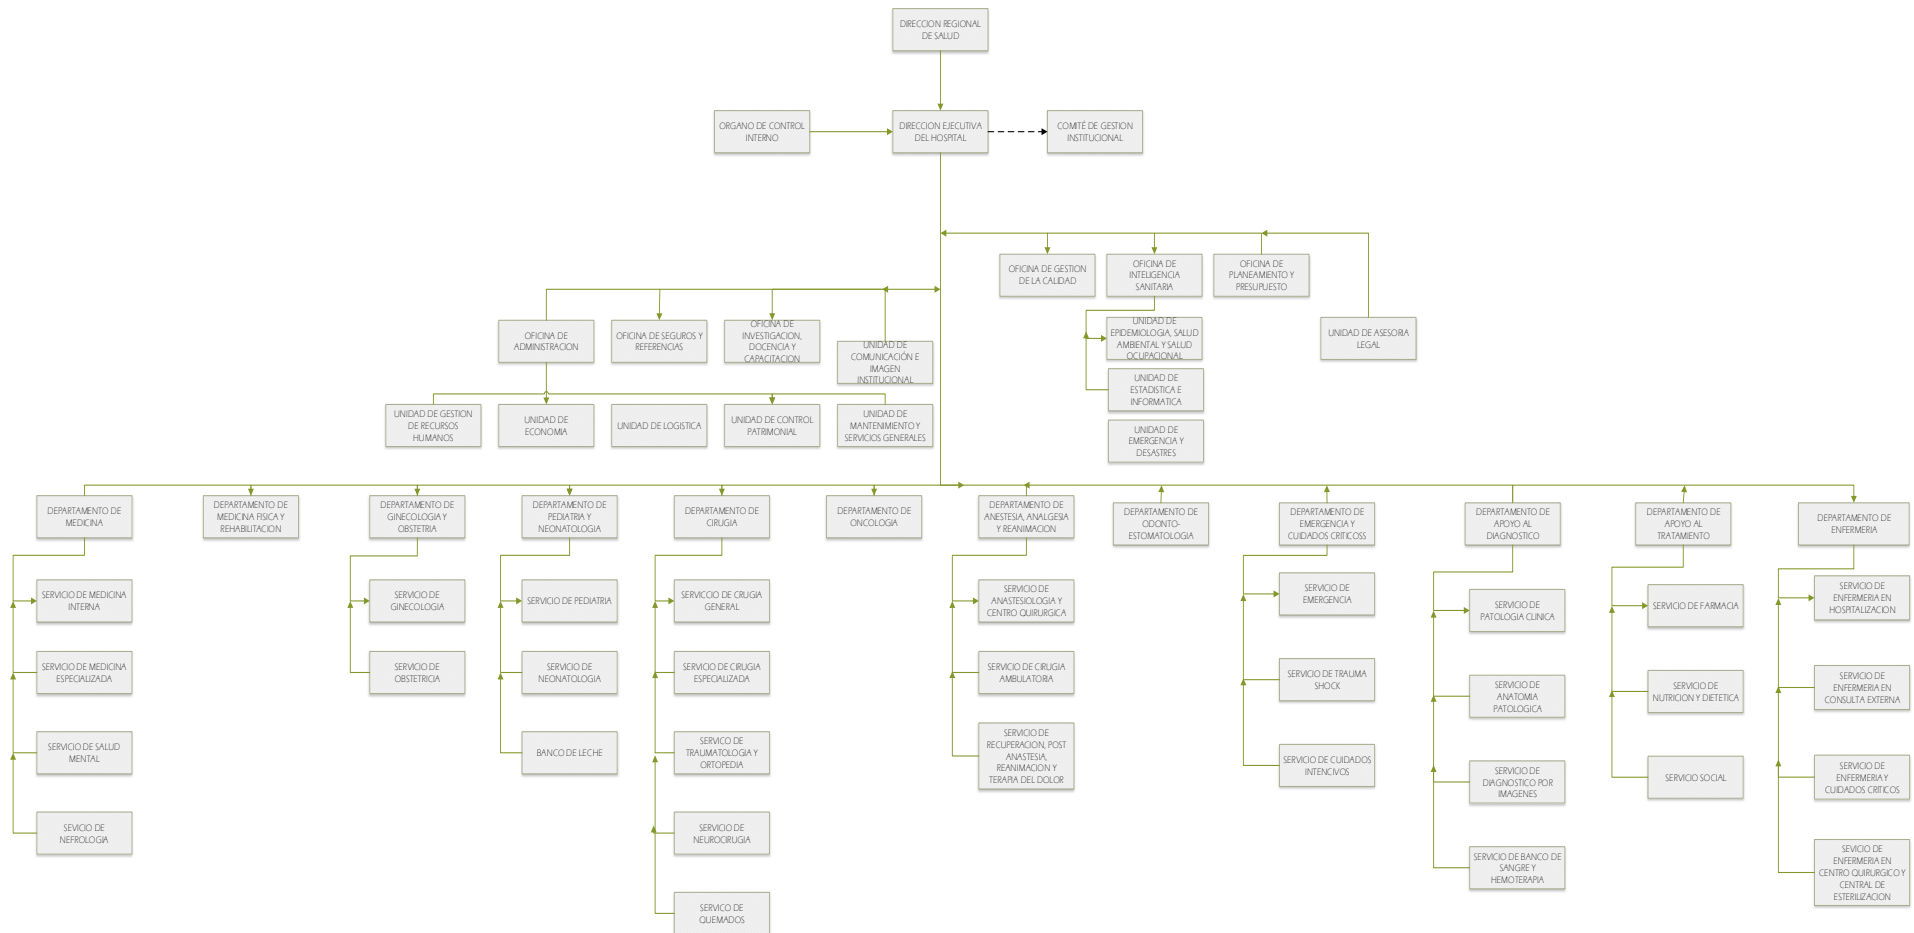 DIRECCION REGIONAL
DE SALUD
ORGANO DE CONTROL
INTERNO
DIRECCION EJECUTIVA
DEL HOSPITAL
COMITÉ DE GESTION
INSTITUCIONAL
OFICINA DE GESTION
DE LA CALIDAD
OFICINA DE
INTELIGENCIA
SANITARIA
OFICINA DE
PLANEAMIENTO Y
PRESUPUESTO
UNIDAD DE ASESORIA
LEGAL
OFICINA DE
ADMINISTRACION
OFICINA DE SEGUROS Y
REFERENCIAS
OFICINA DE
INVESTIGACION,
DOCENCIA Y
CAPACITACION
UNIDAD DE
COMUNICACIÓN E
IMAGEN
INSTITUCIONAL
UNIDAD DE
EPIDEMIOLOGIA, SALUD
AMBIENTAL Y SALUD
OCUPACIONAL
UNIDAD DE
ESTADISTICA E
INFORMATICA
UNIDAD DE
EMERGENCIA Y
DESASTRES
UNIDAD DE GESTION
DE RECURSOS
HUMANOS
UNIDAD DE
ECONOMIA
UNIDAD DE LOGISTICA
UNIDAD DE CONTROL
PATRIMONIAL
UNIDAD DE
MANTENIMIENTO Y
SERVICIOS GENERALES
DEPARTAMENTO DE
MEDICINA
DEPARTAMENTO DE
MEDICINA FISICA Y
REHABILITACION
DEPARTAMENTO DE
GINECOLOGIA Y
OBSTETRIA
DEPARTAMENTO DE
PEDIATRIA Y
NEONATOLOGIA
DEPARTAMENTO DE
CIRUGIA
DEPARTAMENTO DE
ONCOLOGIA
DEPARTAMENTO DE
ANESTESIA, ANALGESIA
Y REANIMACION
DEPARTAMENTO DE
ODONTO-
ESTOMATOLOGIA
DEPARTAMENTO DE
EMERGENCIA Y
CUIDADOS CRITICOSS
DEPARTAMENTO DE
APOYO AL
DIAGNOSTICO
DEPARTAMENTO DE
APOYO AL
TRATAMIENTO
DEPARTAMENTO DE
ENFERMERIA
SERVICIO DE MEDICINA
INTERNA
SERVICIO DE MEDICINA
ESPECIALIZADA
SERVICIO DE SALUD
MENTAL
SEVICIO DE
NEFROLOGIA
SERVICIO DE
GINECOLOGIA
SERVICIO DE
OBSTETRICIA
SERVICIO DE PEDIATRIA
SERVICIO DE
NEONATOLOGIA
BANCO DE LECHE
SERVICCIO DE CRUGIA
GENERAL
SERVICIO DE CIRUGIA
ESPECIALIZADA
SERVICO DE
TRAUMATOLOGIA Y
ORTOPEDIA
SERVICIO DE
NEUROCIRUGIA
SERVICO DE
QUEMADOS
SERVICIO DE
ANASTESIOLOGIA Y
CENTRO QUIRURGICA
SERVICIO DE CIRUGIA
AMBULATORIA
SERVICIO DE
RECUPERACION, POST
ANASTESIA,
REANIMACION Y
TERAPIA DEL DOLOR
SERVICIO DE
EMERGENCIA
SERVICIO DE TRAUMA
SHOCK
SERVICIO DE CUIDADOS
INTENCIVOS
SERVICIO DE
PATOLOGIA CLINICA
SERVICIO DE
ANATOMIA
PATOLOGICA
SERVICIO DE
DIAGNOSTICO POR
IMAGENES
SERVICIO DE BANCO DE
SANGRE Y
HEMOTERAPIA
SERVICIO DE FARMACIA
SERVICIO DE
NUTRICION Y DIETETICA
SERVICIO SOCIAL
SERVICIO DE
ENFERMERIA EN
HOSPITALIZACION
SERVICIO DE
ENFERMERIA EN
CONSULTA EXTERNA
SERVICIO DE
ENFERMERIA Y
CUIDADOS CRITICOS
SEVICIO DE
ENFERMERIA EN
CENTRO QUIRURGICO Y
CENTRAL DE
ESTERILIZACION